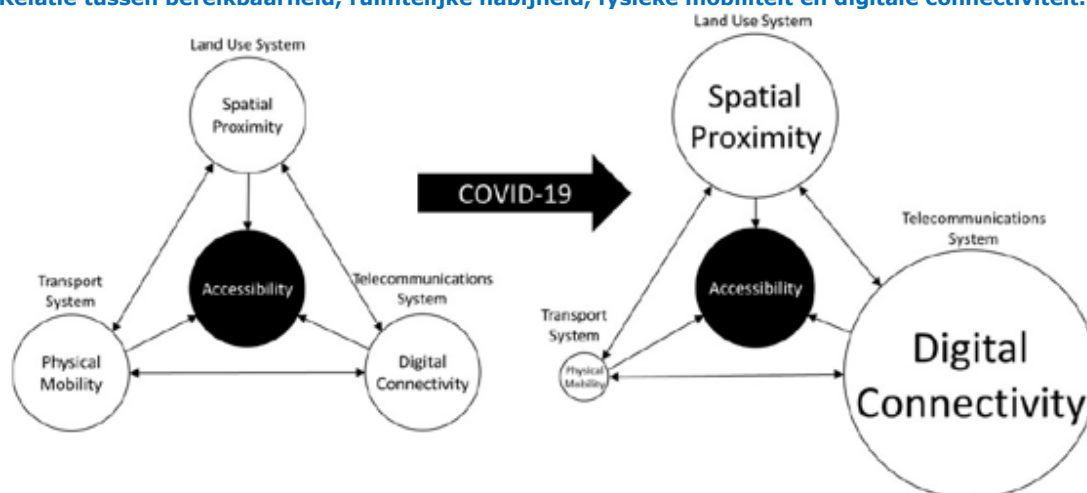 Relatie tussen bereikbaarheid, ruimtelijke nabijheid, fysieke mobiliteit en digitale connectiviteit.
Land Use System
Spatial
Proximity
Transport
System
Accessibility
Telecommunications
System
Physical
Mobility
Digital
Connectivity
COVID-19
Land Use System
Spatial
Proximity
Telecommunications
System
Accessibility
Transport
System
Physical
Mobility
Digital
Connectivity